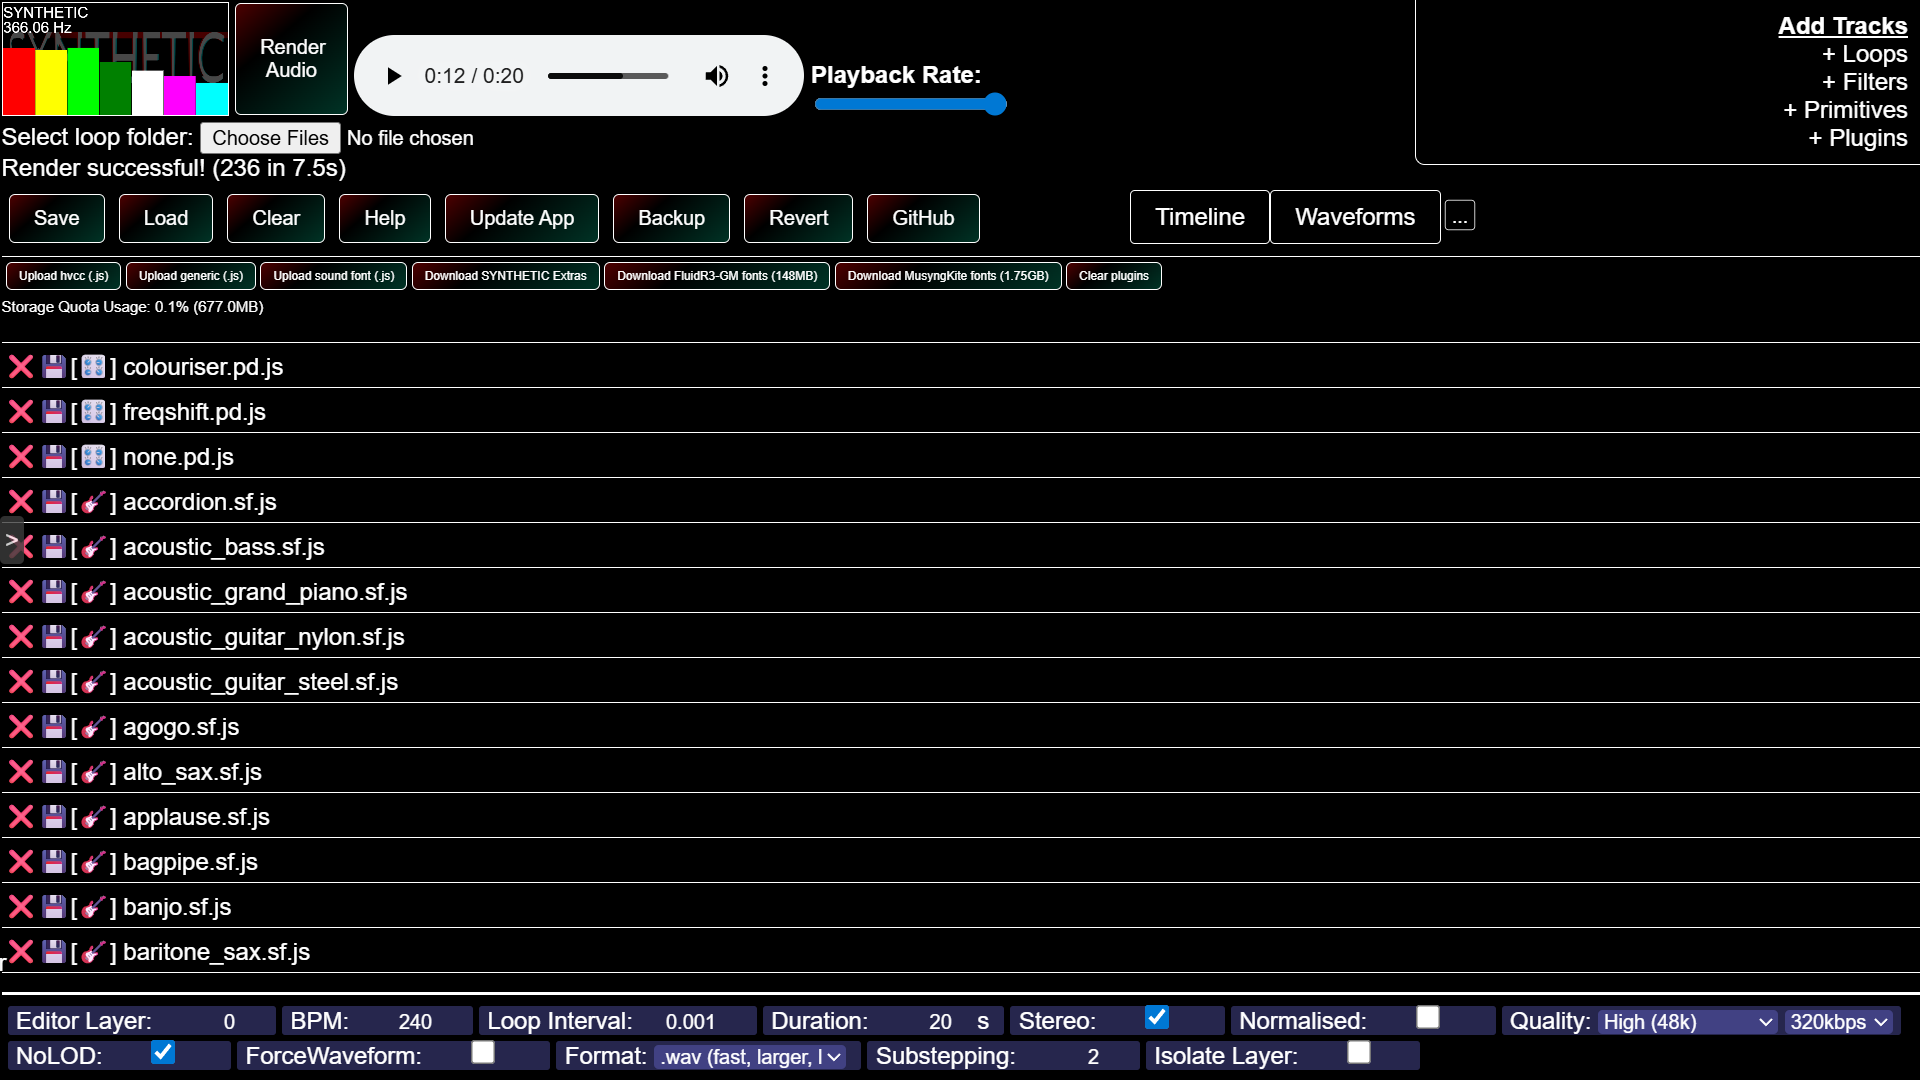 SYNTHETIC
366.06 Hz
SYNTHETIC
Render
Audio
0:12 / 0:20
Playback Rate:
Add Tracks
+ Loops
+ Filters
+ Primitives
+ Plugins
Select loop folder: Choose Files No file chosen
Render successful! (236 in 7.5s)
Save Load Clear Help Update App Backup Revert GitHub Timeline Waveforms ...
Upload hvcc (.js) Upload generic (.js) Upload sound font (.js) Download SYNTHETIC Extras Download FluidR3-GM fonts (148MB) Download MusyngKite fonts (1.75GB) Clear plugins
Storage Quota Usage: 0.1% (677.0MB)
[ ] colouriser.pd.js
[ ] freqshift.pd.js
[ ] none.pd.js
[ ] accordion.sf.js
>
[ ] acoustic_bass.sf.js
[ ] acoustic_grand_piano.sf.js
[ ] acoustic_guitar_nylon.sf.js
[ ] acoustic_guitar_steel.sf.js
[ ] agogo.sf.js
[ ] alto_sax.sf.js
[ ] applause.sf.js
[ ] bagpipe.sf.js
[ ] banjo.sf.js
[ ] baritone_sax.sf.js
Editor Layer: 0 BPM: 240 Loop Interval: 0.001 Duration: 20 s Stereo: Normalised: Quality: High (48k) 320kbps
NoLOD: ForceWaveform: Format: .wav (fast, larger, l Substepping: 2 Isolate Layer: